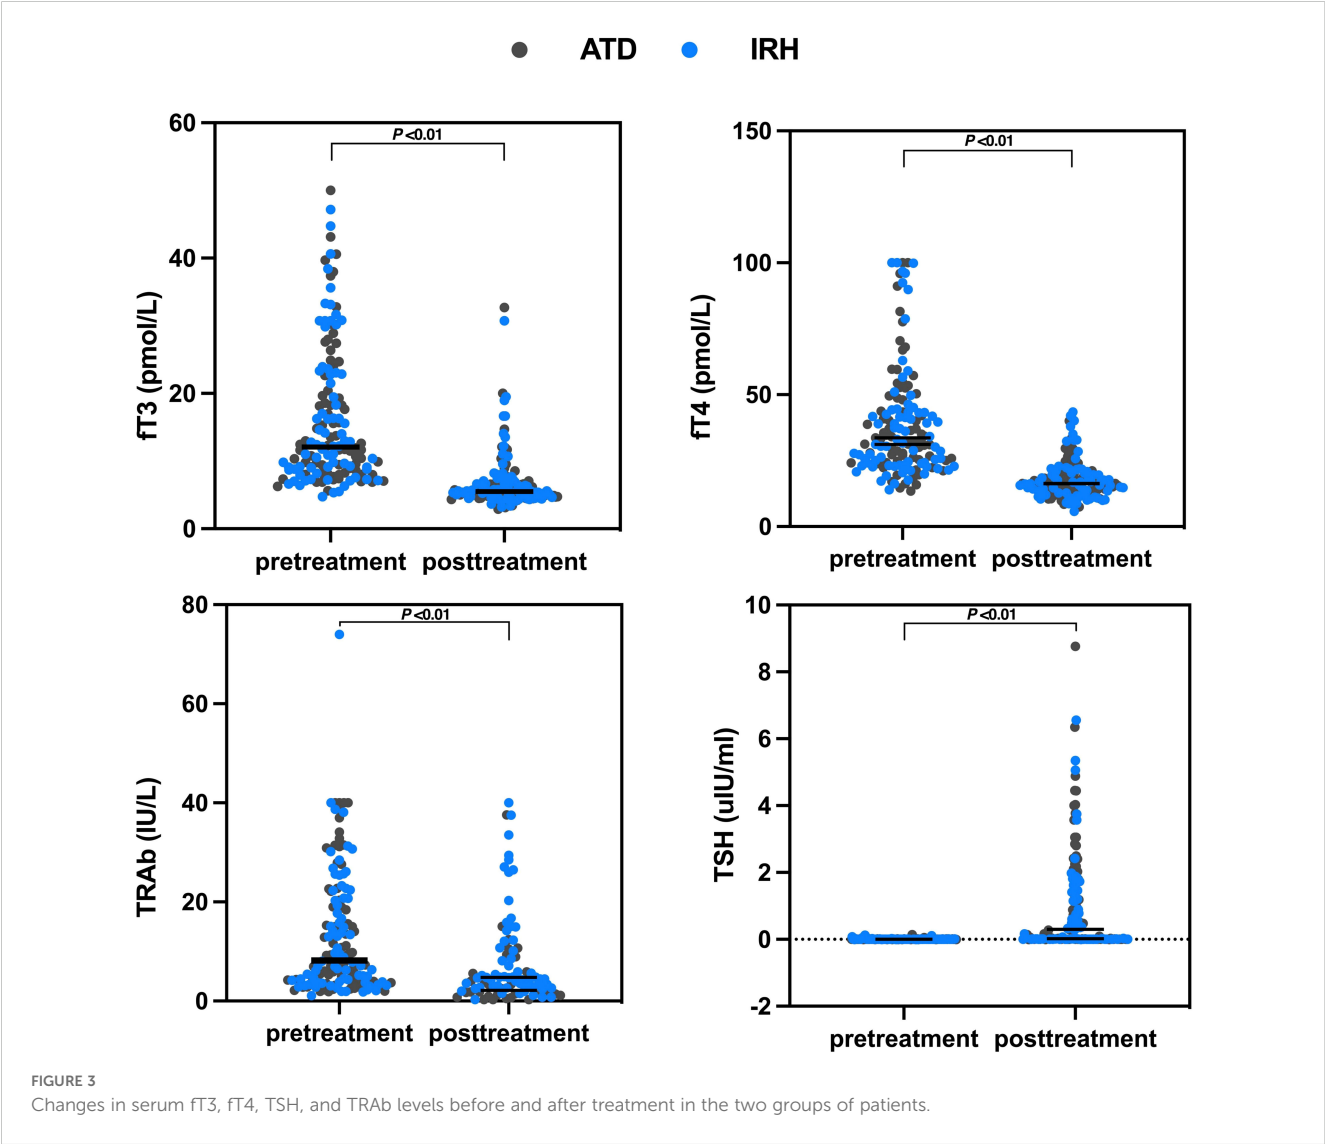 ATD IRH
60
40
20
0
fT3 (pmol/L)
P <0.01
pretreatment posttreatment
150
100
50
0
fT4 (pmol/L)
P <0.01
pretreatment posttreatment
80
60
40
20
0
TRAb (IU/L)
P <0.01
pretreatment posttreatment
10
8
6
4
2
0
-2
TSH (uIU/ml)
P <0.01
pretreatment posttreatment
FIGURE 3
Changes in serum fT3, fT4, TSH, and TRAb levels before and after treatment in the two groups of patients.